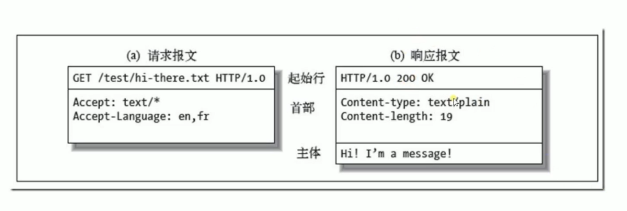 (a) 请求报文
GET /test/hi-there.txt HTTP/1.0
Accept: text/*
Accept-Language: en,fr
起始行
首部
主体
(b) 响应报文
HTTP/1.0 200 OK
Content-type: text/plain
Content-length: 19
Hi! I'm a message!